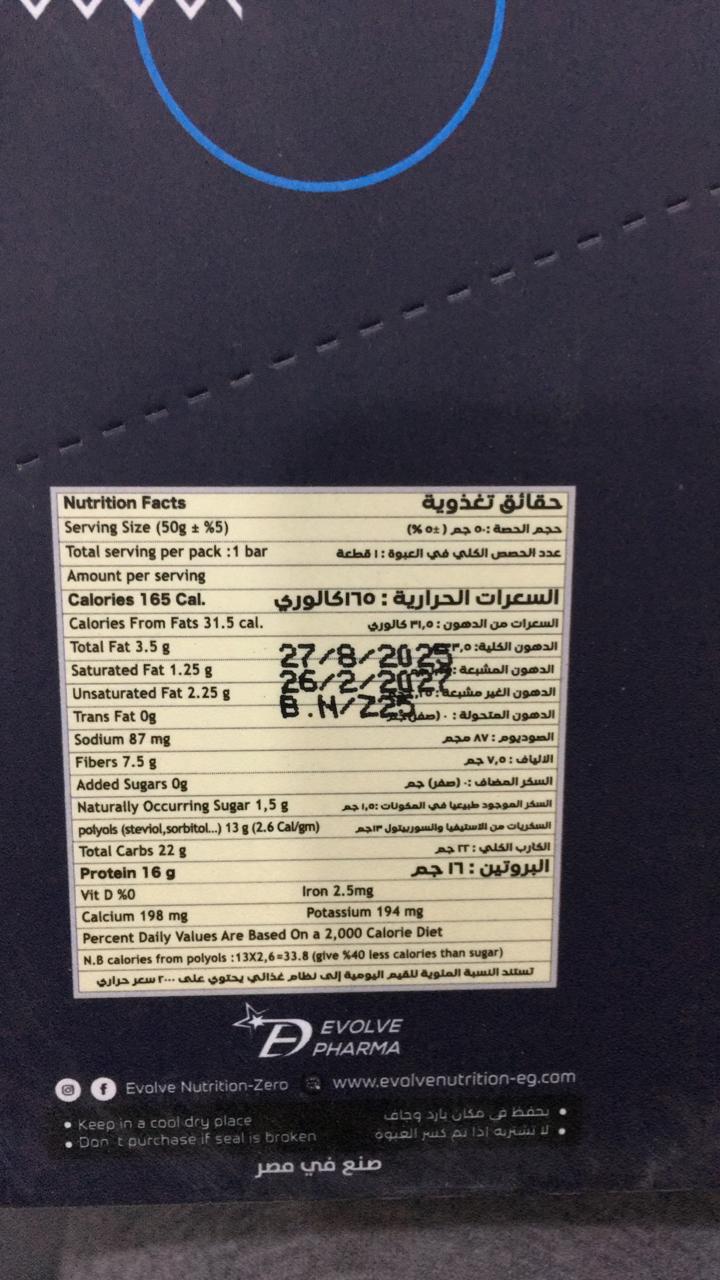 Nutrition Facts حقائق تغذوية
Serving Size (50g ± %5) حجم الحصة :٥٠ جم (±٥ %)
Total serving per pack :1 bar عدد الحصص الكلي في العبوة : ١ قطعة
Amount per serving
Calories 165 Cal. السعرات الحرارية : ١٦٥كالوري
Calories From Fats 31.5 cal. السعرات من الدهون : ٣١,٥ كالوري
Total Fat 3.5 g الدهون الكلية: ٣,٥
27/8/2025
Saturated Fat 1.25 g الدهون المشبعة :
26/2/2027
Unsaturated Fat 2.25 g الدهون الغير مشبعة :
B.N/225
Trans Fat 0g الدهون المتحولة : ٠ (صفر) جم
Sodium 87 mg الصوديوم : ٨٧ مجم
Fibers 7.5 g الالياف : ٧,٥ جم
Added Sugars 0g السكر المضاف :٠ (صفر) جم
Naturally Occurring Sugar 1,5 g السكر الموجود طبيعيا في المكونات :١,٥ جم
polyols (steviol,sorbitol...) 13 g (2.6 Cal/gm) السكريات من الاستيفيا والسوربيتول ١٣جم
Total Carbs 22 g الكارب الكلي : ٢٢ جم
Protein 16 g البروتين : ١٦ جم
Vit D %0 Iron 2.5mg
Calcium 198 mg Potassium 194 mg
Percent Daily Values Are Based On a 2,000 Calorie Diet
N.B calories from polyols :13X2,6=33.8 (give %40 less calories than sugar)
تستند النسبة المئوية للقيم اليومية إلى نظام غذائي يحتوي على ٢٠٠٠ سعر حراري
EVOLVE
PHARMA
Evolve Nutrition-Zero www.evolvenutrition-eg.com
• Keep in a cool dry place • يحفظ في مكان بارد وجاف
• Don t purchase if seal is broken • لا تشتريه اذا تم كسر العبوة
صنع في مصر